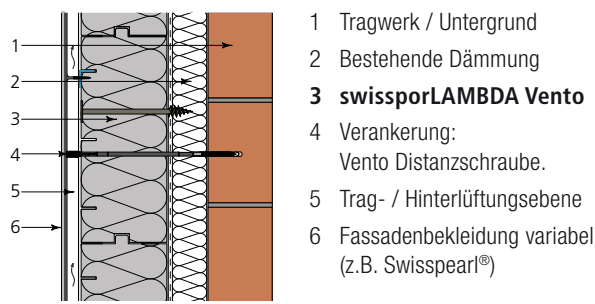 1
2
3
4
5
6
1 Tragwerk / Untergrund
2 Bestehende Dämmung
3 swissporLAMBDA Vento
4 Verankerung:
Vento Distanzschraube.
5 Trag- / Hinterlüftungsebene
6 Fassadenbekleidung variabel
(z.B. Swisspearl®)